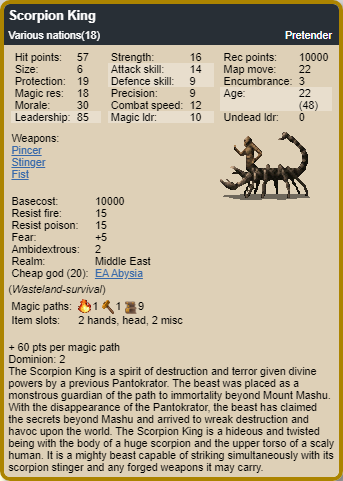 Scorpion King
Various nations(18) Pretender
Hit points: 57 Strength: 16 Rec points: 10000
Size: 6 Attack skill: 14 Map move: 22
Protection: 19 Defence skill: 9 Encumbrance: 3
Magic res: 18 Precision: 9 Age: 22
Morale: 30 Combat speed: 12 (48)
Leadership: 85 Magic ldr: 10 Undead ldr: 0
Weapons:
Pincer
Stinger
Fist
Basecost: 10000
Resist fire: 15
Resist poison: 15
Fear: +5
Ambidextrous: 2
Realm: Middle East
Cheap god (20): EA Abysia
(Wasteland-survival)
Magic paths: 1 1 9
Item slots: 2 hands, head, 2 misc
+ 60 pts per magic path
Dominion: 2
The Scorpion King is a spirit of destruction and terror given divine
powers by a previous Pantokrator. The beast was placed as a
monstrous guardian of the path to immortality beyond Mount Mashu.
With the disappearance of the Pantokrator, the beast has claimed
the secrets beyond Mashu and arrived to wreak destruction and
havoc upon the world. The Scorpion King is a hideous and twisted
being with the body of a huge scorpion and the upper torso of a scaly
human. It is a mighty beast capable of striking simultaneously with its
scorpion stinger and any forged weapons it may carry.